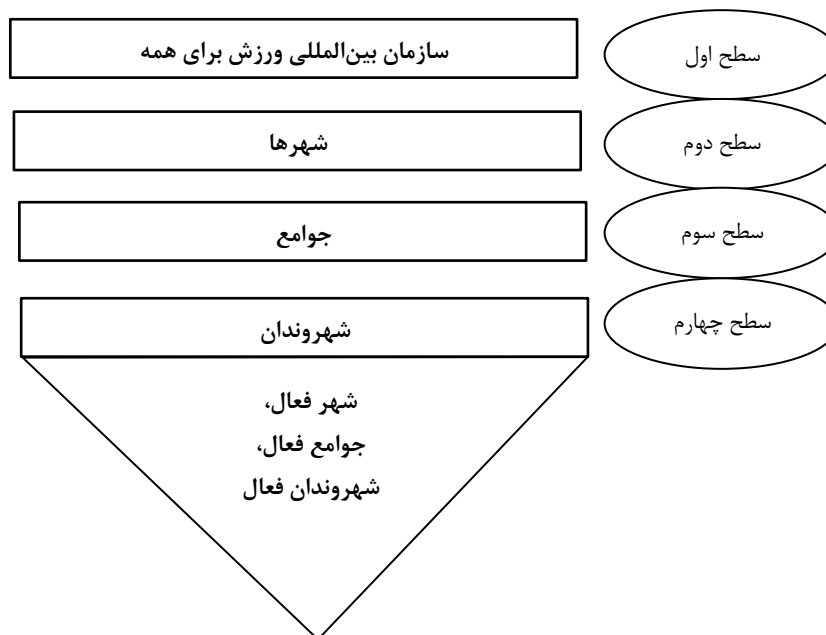 سازمان بین‌المللی ورزش برای همه
سطح اول
شهرها
سطح دوم
جوامع
سطح سوم
شهروندان
سطح چهارم
شهر فعال،
جوامع فعال،
شهروندان فعال